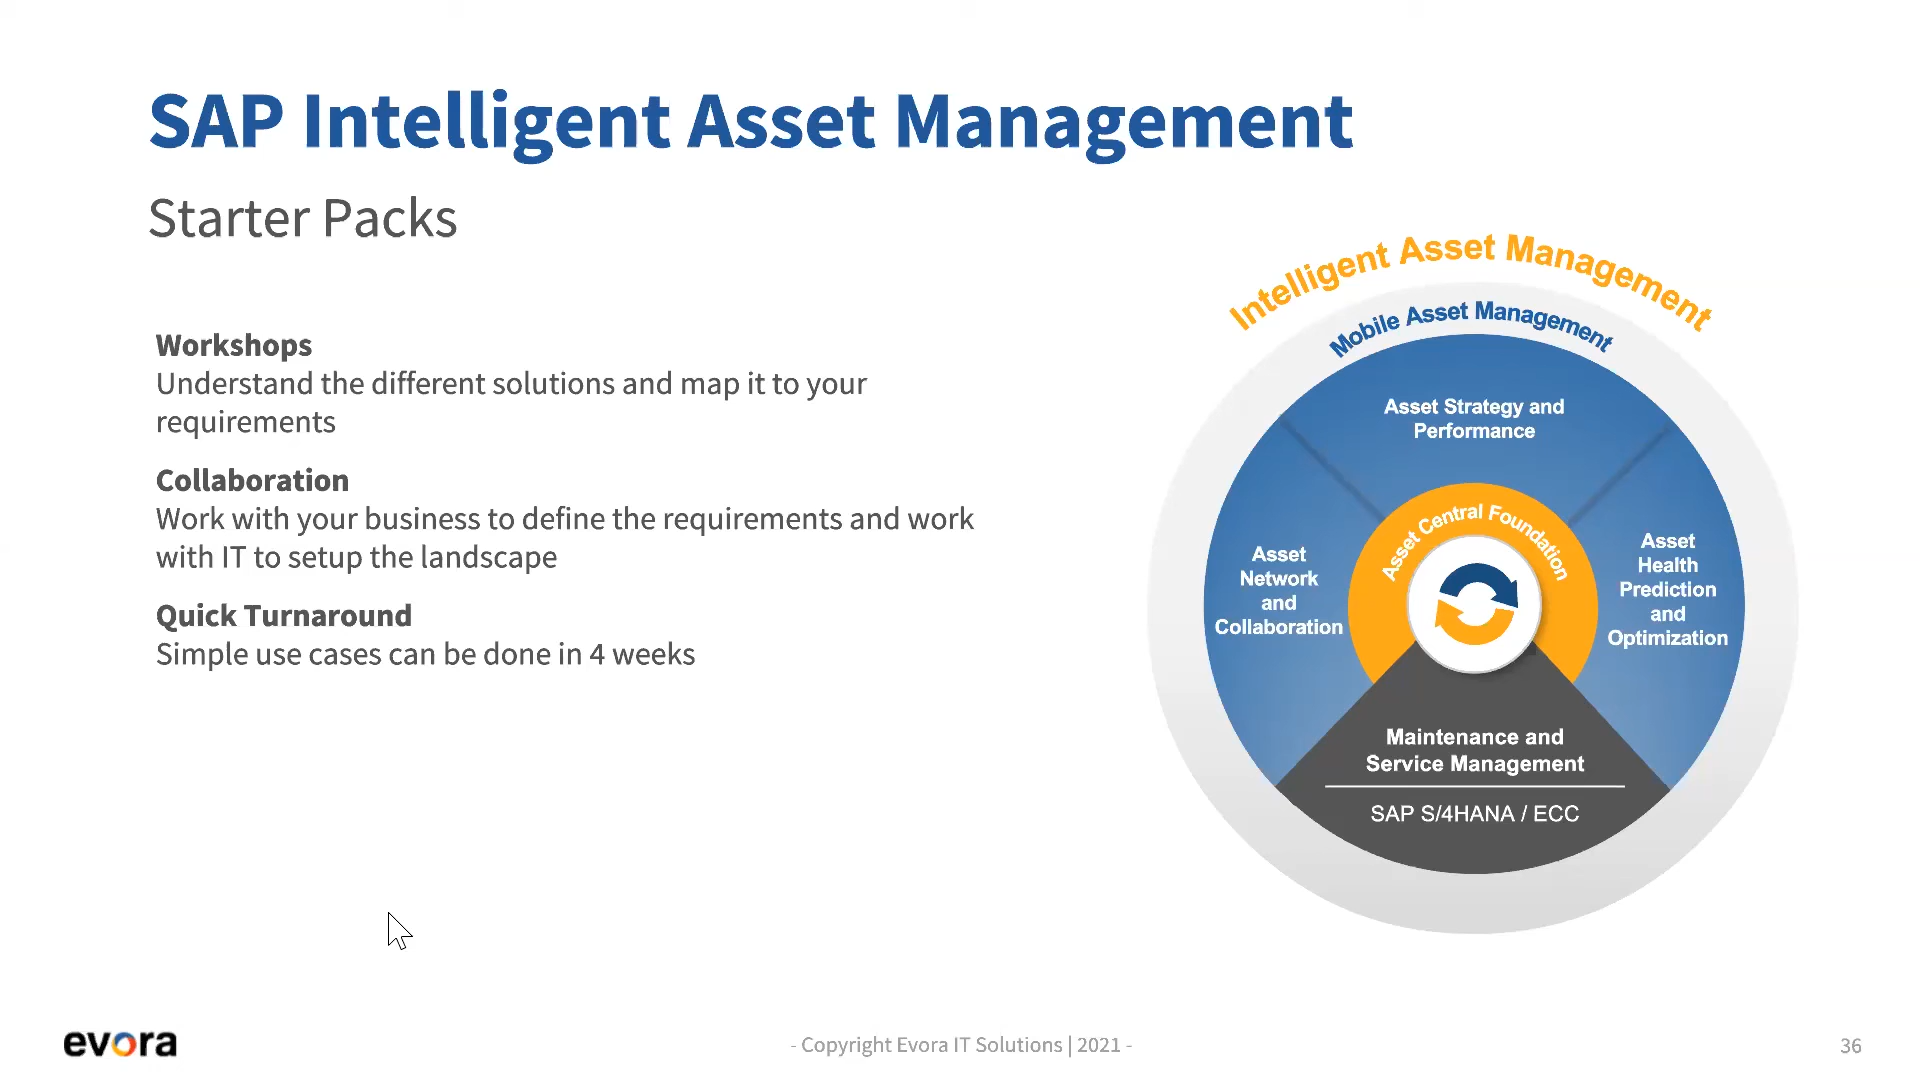 SAP Intelligent Asset Management
Starter Packs
Workshops
Understand the different solutions and map it to your
requirements
Collaboration
Work with your business to define the requirements and work
with IT to setup the landscape
Quick Turnaround
Simple use cases can be done in 4 weeks
Intelligent Asset Management
Mobile Asset Management
Asset Strategy and
Performance
Asset Central Foundation
Asset
Network
and
Collaboration
Asset
Health
Prediction
and
Optimization
Maintenance and
Service Management
SAP S/4HANA / ECC
evora
- Copyright Evora IT Solutions | 2021 -
36